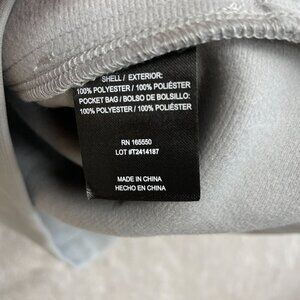 SHELL / EXTERIOR:
100% POLYESTER / 100% POLIÉSTER
POCKET BAG / BOLSO DE BOLSILLO:
100% POLYESTER / 100% POLIÉSTER
RN 165550
LOT #T2414187
MADE IN CHINA
HECHO EN CHINA